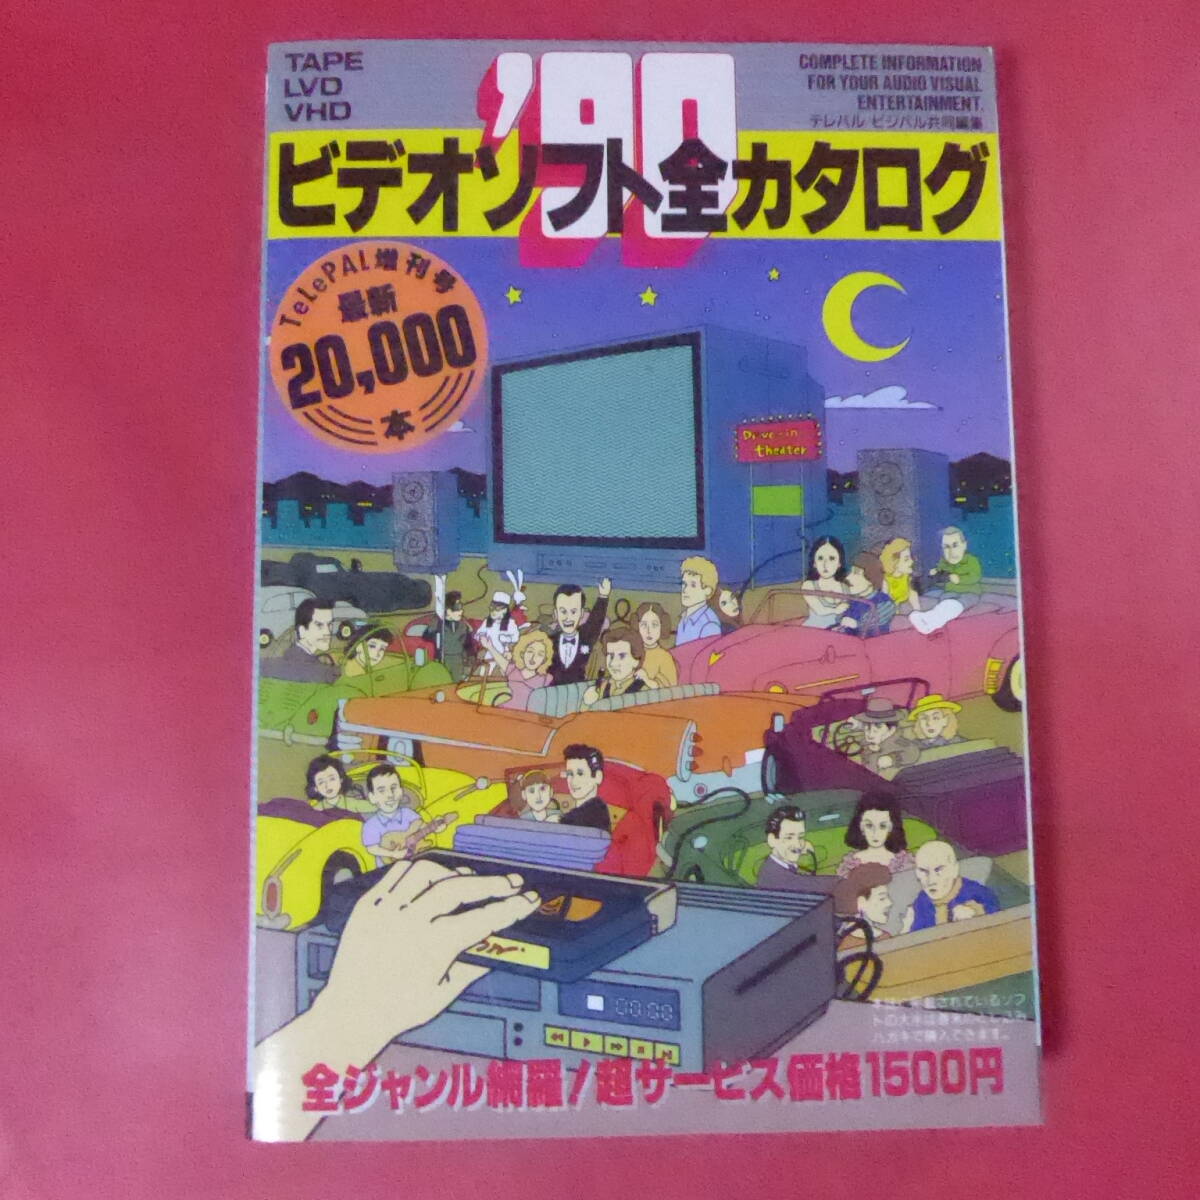 TAPE
LVD
VHD
COMPLETE INFORMATION
FOR YOUR AUDIO VISUAL
ENTERTAINMENT.
テレパル ビジパル共同編集
'90
ビデオソフト全カタログ
TeLePAL増刊号
最新
20,000
本
Drive-in
theater
00:00
全ジャンル網羅!超サービス価格1500円